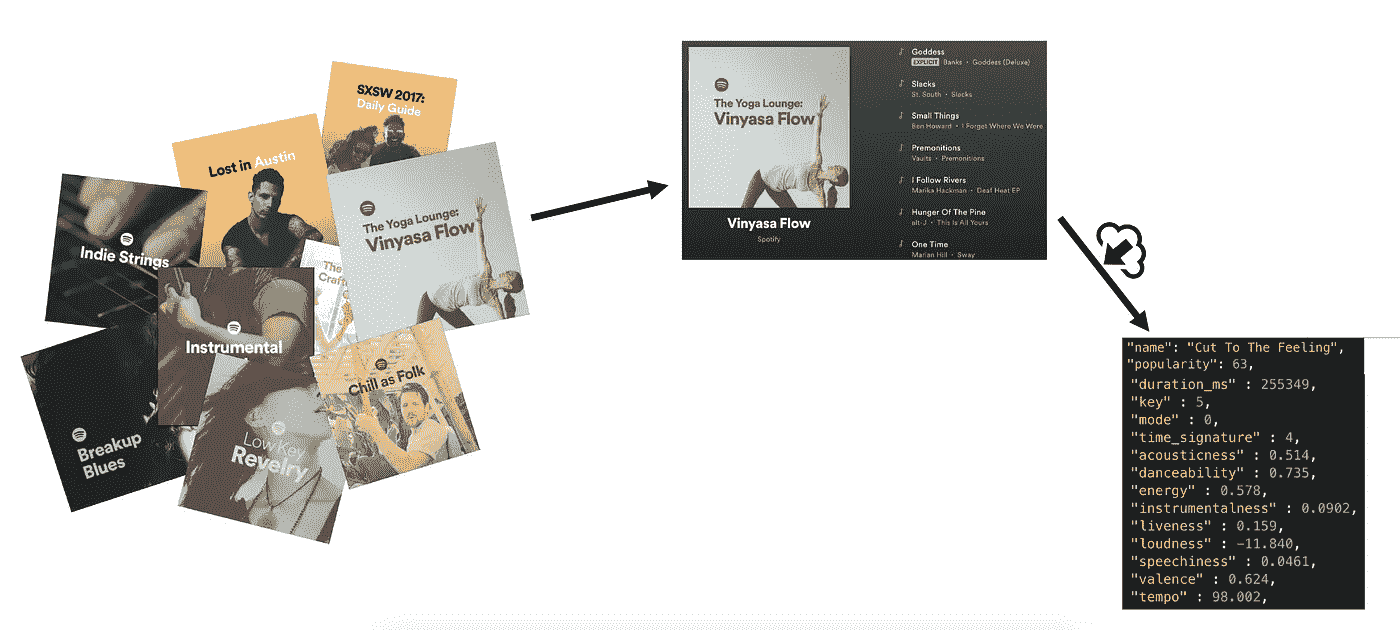 SXSW 2017:
Daily Guide
Lost in Austin
The Yoga Lounge:
Vinyasa Flow
Indie Strings
The
Craft
Instrumental
Chill as Folk
Breakup
Blues
Low Key
Revelry
The Yoga Lounge:
Vinyasa Flow
Vinyasa Flow
Spotify
Goddess
EXPLICIT Banks • Goddess (Deluxe)
Slacks
St. South • Slacks
Small Things
Ben Howard • I Forget Where We Were
Premonitions
Vaults • Premonitions
I Follow Rivers
Marika Hackman • Deaf Heat EP
Hunger Of The Pine
alt-J • This Is All Yours
One Time
Marian Hill • Sway
"name": "Cut To The Feeling",
"popularity": 63,
"duration_ms" : 255349,
"key" : 5,
"mode" : 0,
"time_signature" : 4,
"acousticness" : 0.514,
"danceability" : 0.735,
"energy" : 0.578,
"instrumentalness" : 0.0902,
"liveness" : 0.159,
"loudness" : -11.840,
"speechiness" : 0.0461,
"valence" : 0.624,
"tempo" : 98.002,